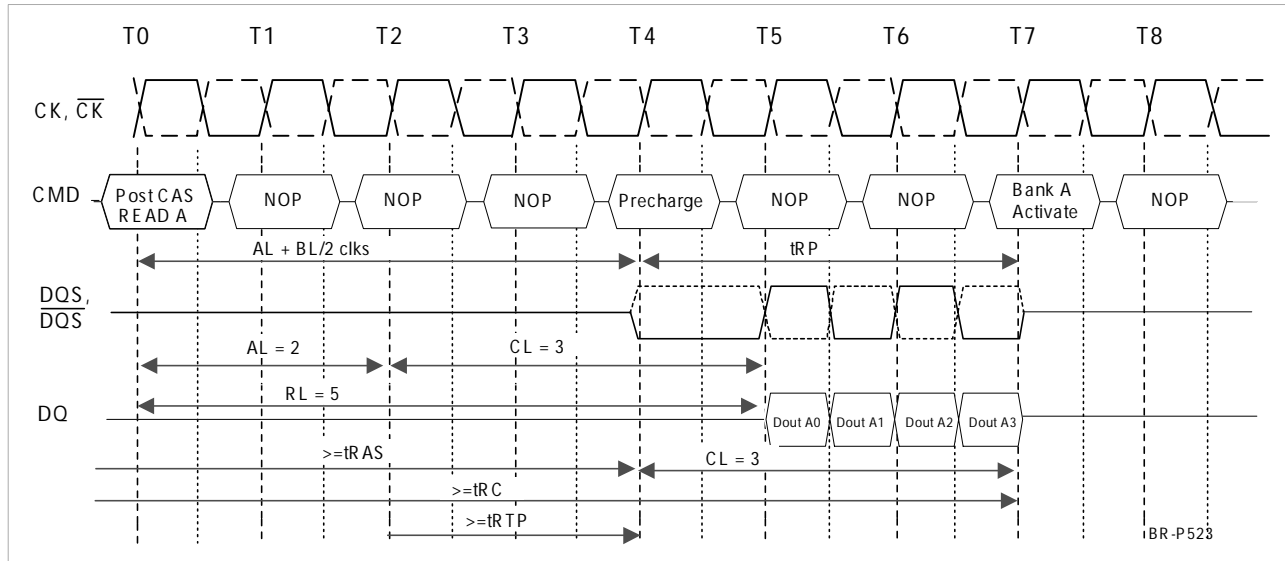 T0 T1 T2 T3 T4 T5 T6 T7 T8
CK, CK
CMD
Post CAS
READ A
NOP
NOP
NOP
Precharge
NOP
NOP
Bank A
Activate
NOP
AL + BL/2 clks
tRP
DQS,
DQS
AL = 2
CL = 3
RL = 5
DQ
Dout A0
Dout A1
Dout A2
Dout A3
>=tRAS
CL = 3
>=tRC
>=tRTP
BR-P523